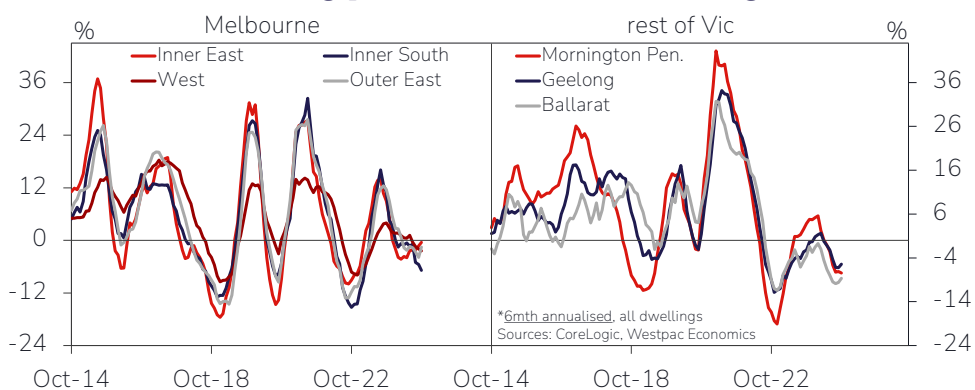 % Melbourne rest of Vic %
Inner East Inner South Mornington Pen.
West Outer East Geelong
Ballarat
36 36
24 26
12 16
0 6
-12 -4
-24 -14
-24
*6mth annualised, all dwellings
Sources: CoreLogic, Westpac Economics
Oct-14 Oct-18 Oct-22 Oct-14 Oct-18 Oct-22